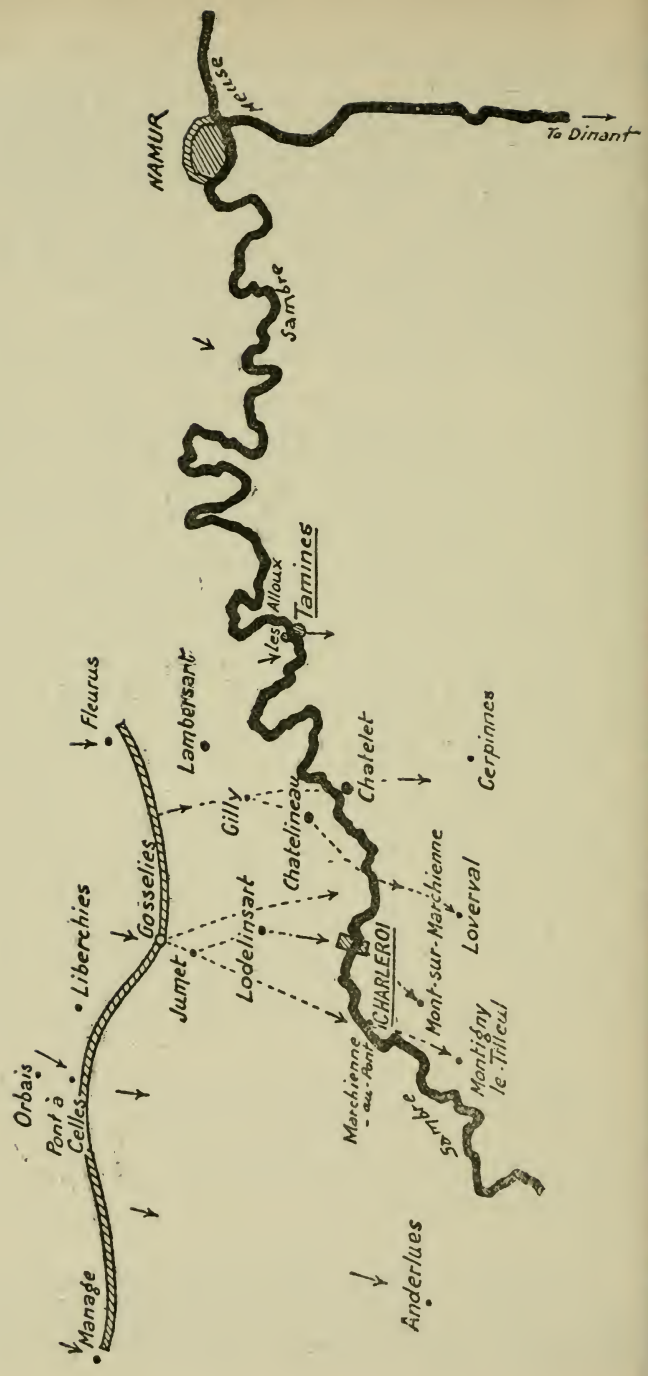 Manage
Orbais
Pont à
Celles
Liberchies
Gosselies
Fleurus
Jumet
Lodelinsart
Gilly
Lambersart
Chatelineau
Chatelet
Marchienne
-au-Pont
CHARLEROI
Anderlues
Sambre
Montigny
le-Tilleul
Mont-sur-Marchienne
Loverval
Gerpinnes
les Alloux
Tamines
Sambre
NAMUR
Meuse
To Dinant